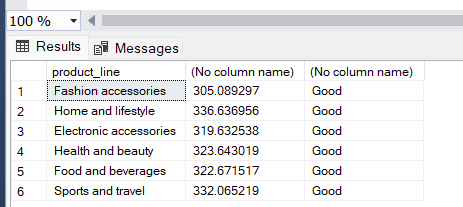 100 %
Results Messages
product_line (No column name) (No column name)
1 Fashion accessories 305.089297 Good
2 Home and lifestyle 336.636956 Good
3 Electronic accessories 319.632538 Good
4 Health and beauty 323.643019 Good
5 Food and beverages 322.671517 Good
6 Sports and travel 332.065219 Good